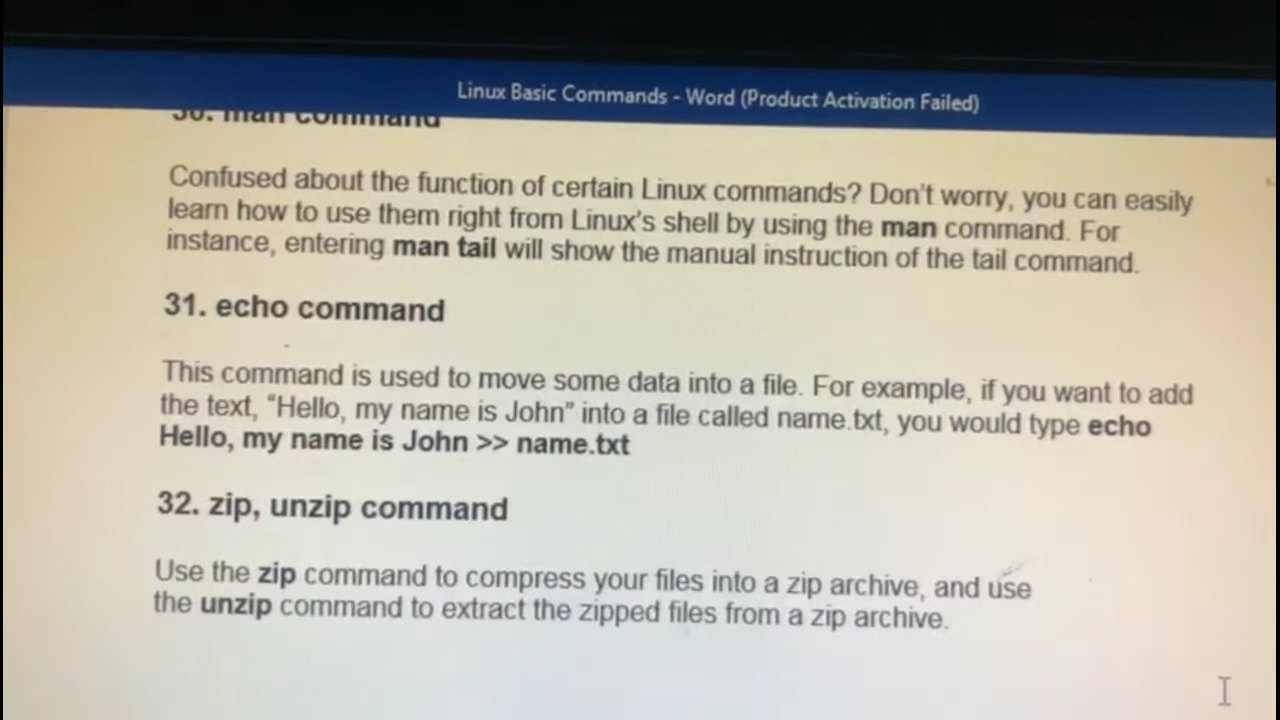 Linux Basic Commands - Word (Product Activation Failed)
30. man command
Confused about the function of certain Linux commands? Don't worry, you can easily
learn how to use them right from Linux's shell by using the man command. For
instance, entering man tail will show the manual instruction of the tail command.
31. echo command
This command is used to move some data into a file. For example, if you want to add
the text, “Hello, my name is John” into a file called name.txt, you would type echo
Hello, my name is John >> name.txt
32. zip, unzip command
Use the zip command to compress your files into a zip archive, and use
the unzip command to extract the zipped files from a zip archive.